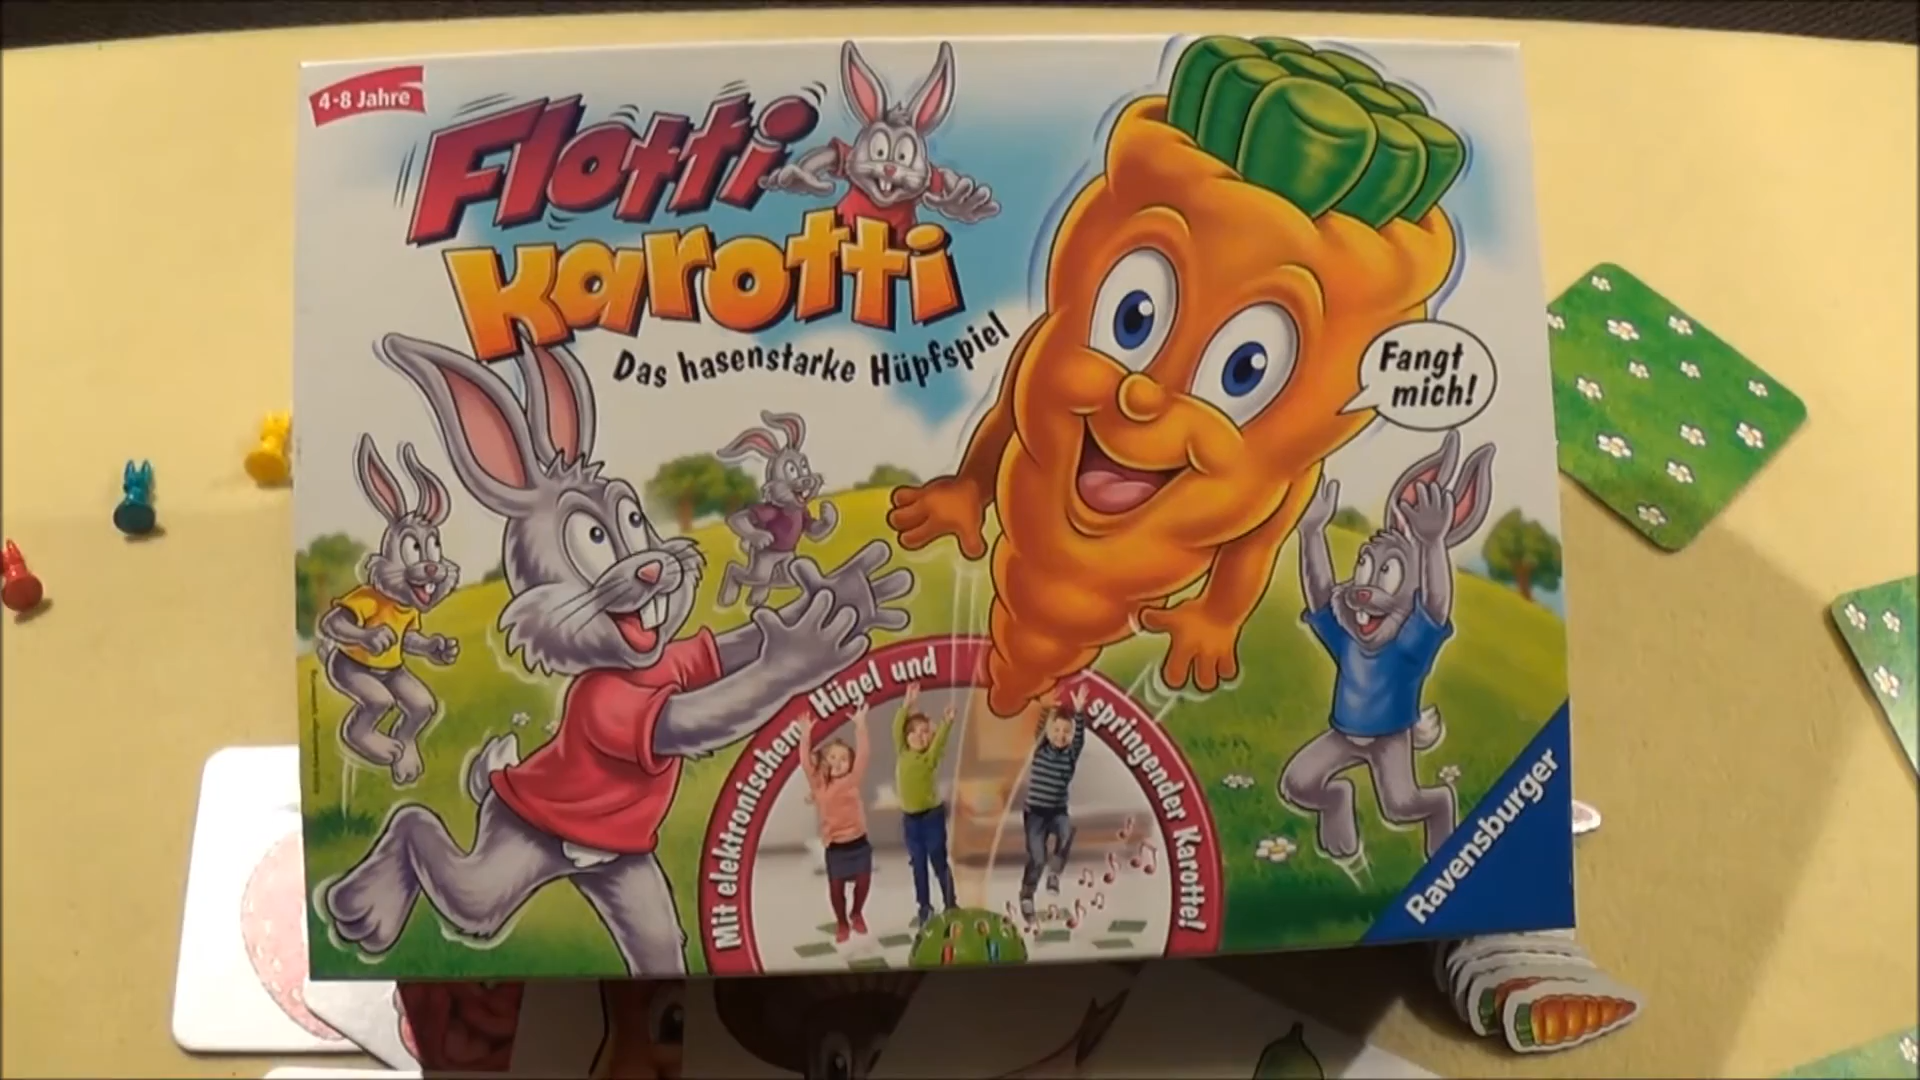 4-8 Jahre
Flotti
Karotti
Das hasenstarke Hüpfspiel
Fangt
mich!
Mit elektronischem Hügel und
springender Karotte!
Ravensburger